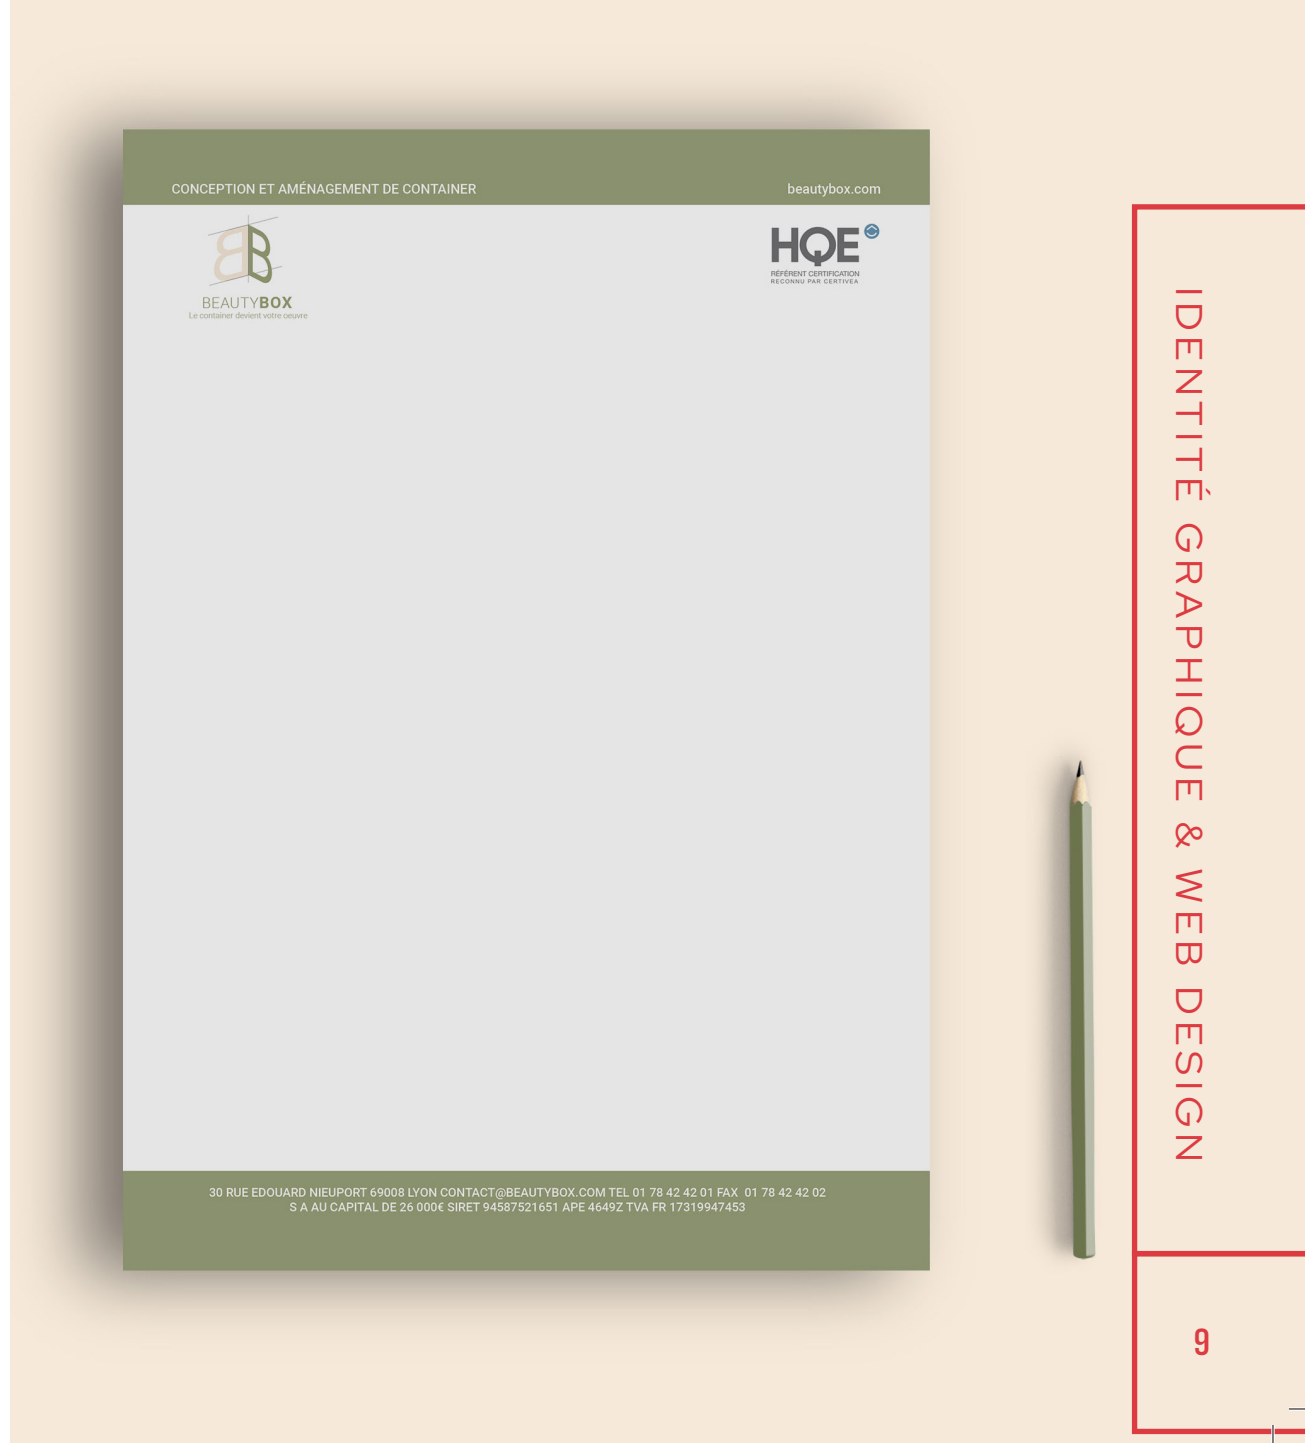 CONCEPTION ET AMÉNAGEMENT DE CONTAINER
beautybox.com
BEAUTYBOX
Le container devient votre oeuvre
HQE
RÉFÉRENT CERTIFICATION
RECONNU PAR CERTIVEA
30 RUE EDOUARD NIEUPORT 69008 LYON CONTACT@BEAUTYBOX.COM TEL 01 78 42 42 01 FAX 01 78 42 42 02
S A AU CAPITAL DE 26 000€ SIRET 94587521651 APE 4649Z TVA FR 17319947453
IDENTITÉ GRAPHIQUE & WEB DESIGN
9